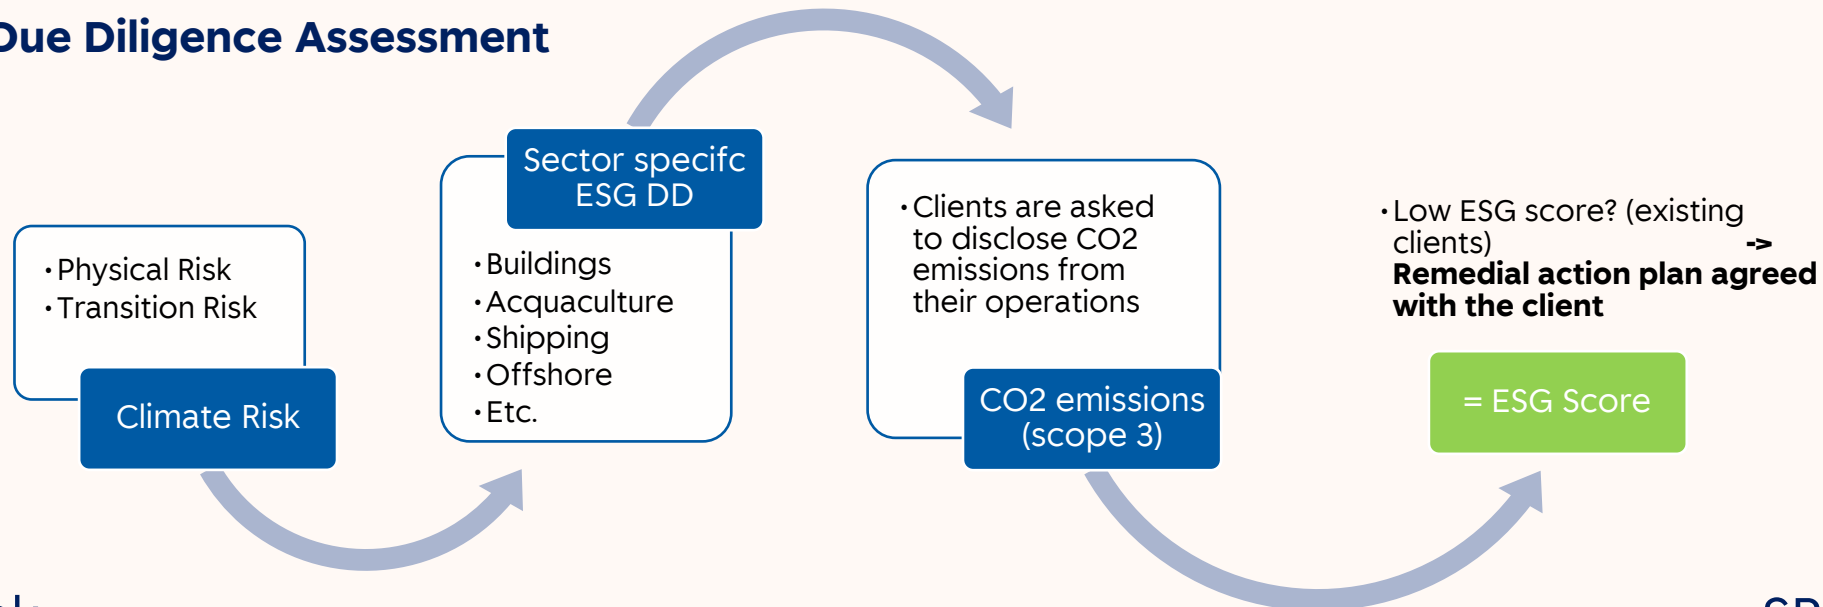 Due Diligence Assessment
• Physical Risk
• Transition Risk
Climate Risk
Sector specifc
ESG DD
• Buildings
• Acquaculture
• Shipping
• Offshore
• Etc.
• Clients are asked
to disclose CO2
emissions from
their operations
CO2 emissions
(scope 3)
• Low ESG score? (existing
clients) ->
Remedial action plan agreed
with the client
= ESG Score